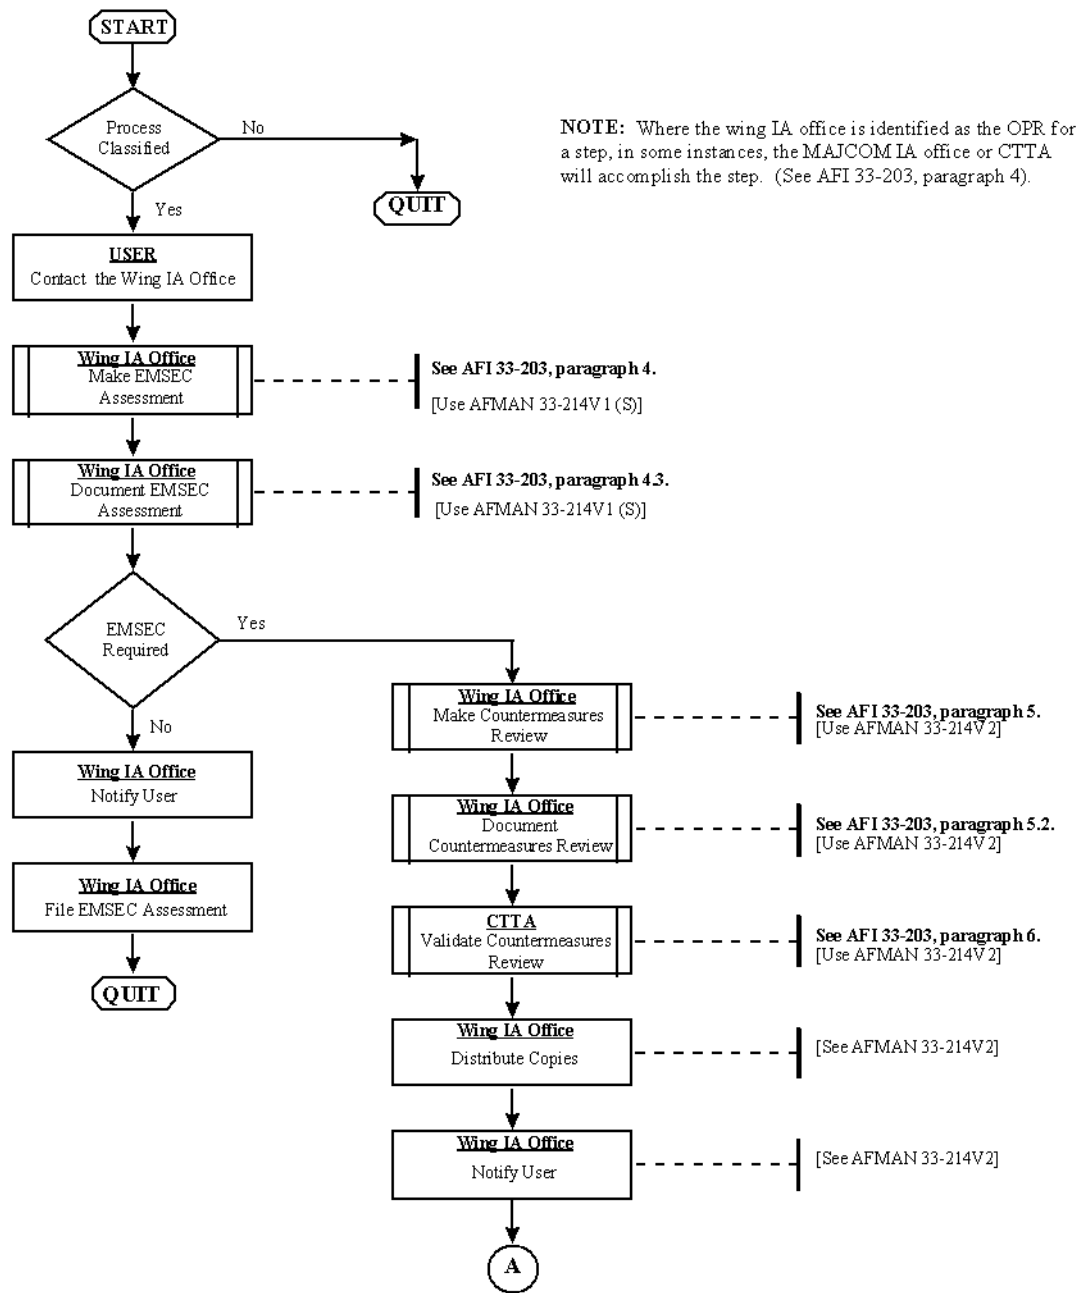 START
Process
Classified
No
NOTE: Where the wing IA office is identified as the OPR for
a step, in some instances, the MAJCOM IA office or CTTA
will accomplish the step. (See AFI 33-203, paragraph 4).
QUIT
Yes
USER
Contact the Wing IA Office
Wing IA Office
Make EMSEC
Assessment
See AFI 33-203, paragraph 4.
[Use AFMAN 33-214V1 (S)]
Wing IA Office
Document EMSEC
Assessment
See AFI 33-203, paragraph 4.3.
[Use AFMAN 33-214V1 (S)]
EMSEC
Required
Yes
No
Wing IA Office
Notify User
Wing IA Office
File EMSEC Assessment
QUIT
Wing IA Office
Make Countermeasures
Review
See AFI 33-203, paragraph 5.
[Use AFMAN 33-214V2]
Wing IA Office
Document
Countermeasures Review
See AFI 33-203, paragraph 5.2.
[Use AFMAN 33-214V2]
CTTA
Validate Countermeasures
Review
See AFI 33-203, paragraph 6.
[Use AFMAN 33-214V2]
Wing IA Office
Distribute Copies
[See AFMAN 33-214V2]
Wing IA Office
Notify User
[See AFMAN 33-214V2]
A